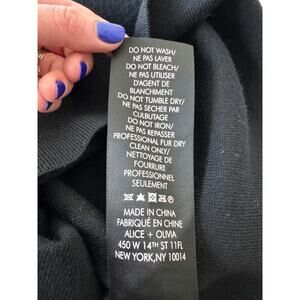 DO NOT WASH/
NE PAS LAVER
DO NOT BLEACH/
NE PAS UTILISER
D'AGENT DE
BLANCHIMENT
DO NOT TUMBLE DRY/
NE PAS SECHER PAR
CULBUTAGE
DO NOT IRON/
NE PAS REPASSER
PROFESSIONAL FUR DRY
CLEAN ONLY/
NETTOYAGE DE
FOURRURE
PROFESSIONNEL
SEULEMENT
MADE IN CHINA
FABRIQUÉ EN CHINE
ALICE + OLIVIA
450 W 14TH ST 11FL
NEW YORK,NY 10014